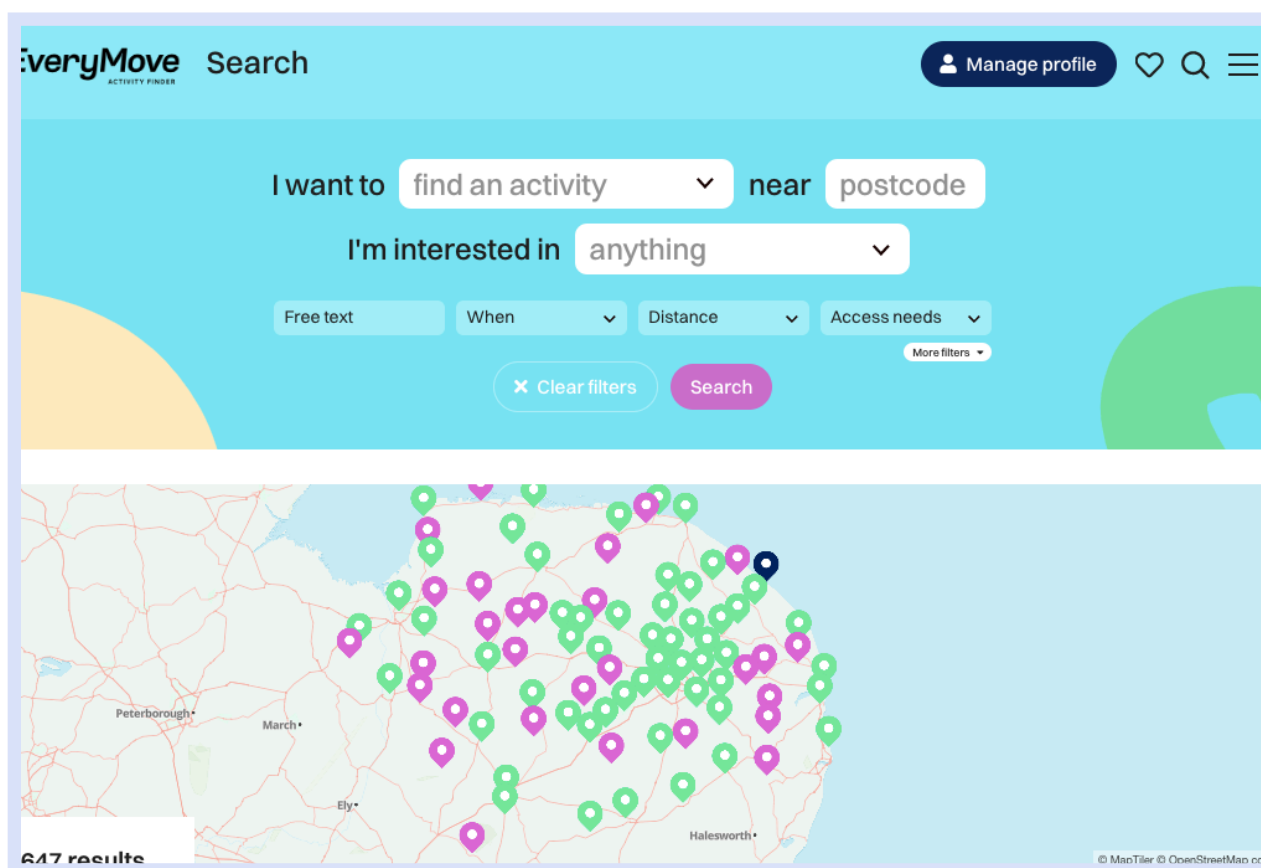 EveryMove Search Manage profile
ACTIVITY FINDER
I want to find an activity near postcode
I'm interested in anything
Free text When Distance Access needs
More filters
Clear filters Search
Peterborough
March
Ely
Halesworth
647 results
© MapTiler © OpenStreetMap co